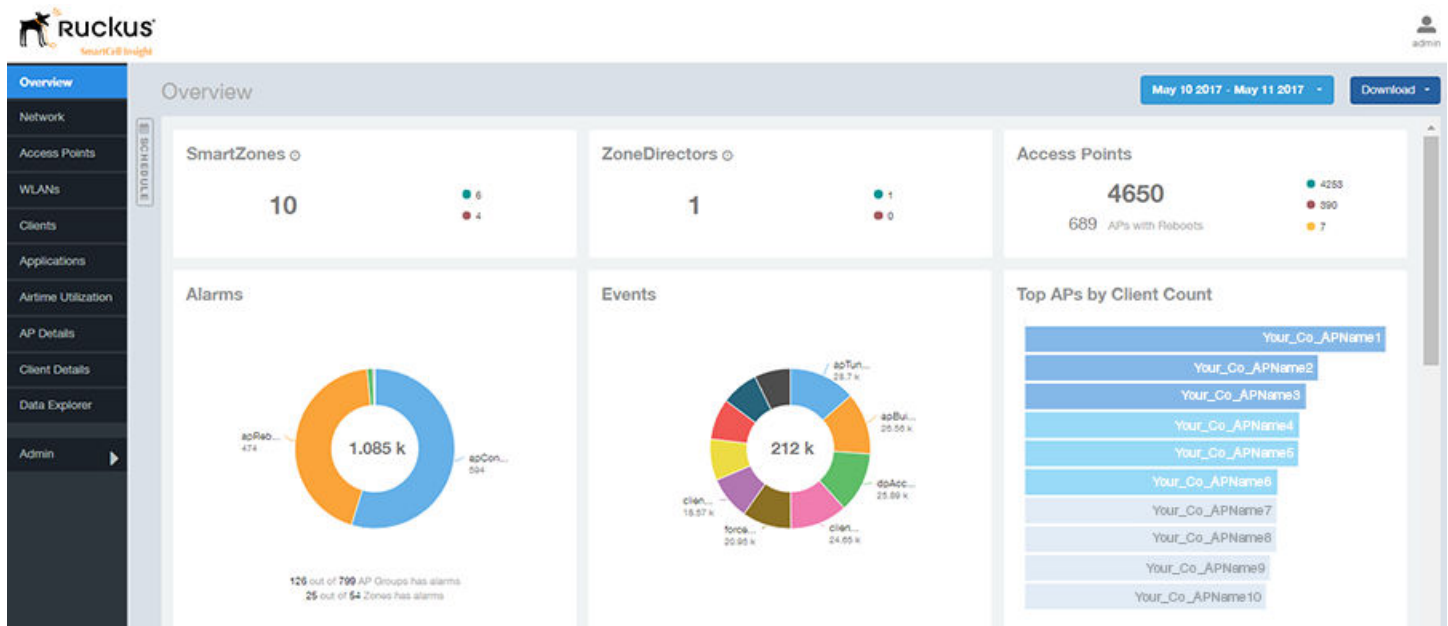 RUCKUS
SmartCell Insight
admin
Overview
Network
Access Points
WLANs
Clients
Applications
Airtime Utilization
AP Details
Client Details
Data Explorer
Admin
SCHEDULE
Overview
May 10 2017 - May 11 2017
Download
SmartZones
10
6
4
ZoneDirectors
1
1
0
Access Points
4650
689 APs with Reboots
4253
390
7
Alarms
apReb...
474
1.085 k
apCon...
594
126 out of 799 AP Groups has alarms
25 out of 54 Zones has alarms
Events
apTun...
28.7 k
apBui...
26.56 k
212 k
dpAcc...
25.89 k
clien...
18.57 k
force...
20.95 k
clien...
24.65 k
Top APs by Client Count
Your_Co_APName1
Your_Co_APName2
Your_Co_APName3
Your_Co_APName4
Your_Co_APName5
Your_Co_APName6
Your_Co_APName7
Your_Co_APName8
Your_Co_APName9
Your_Co_APName10